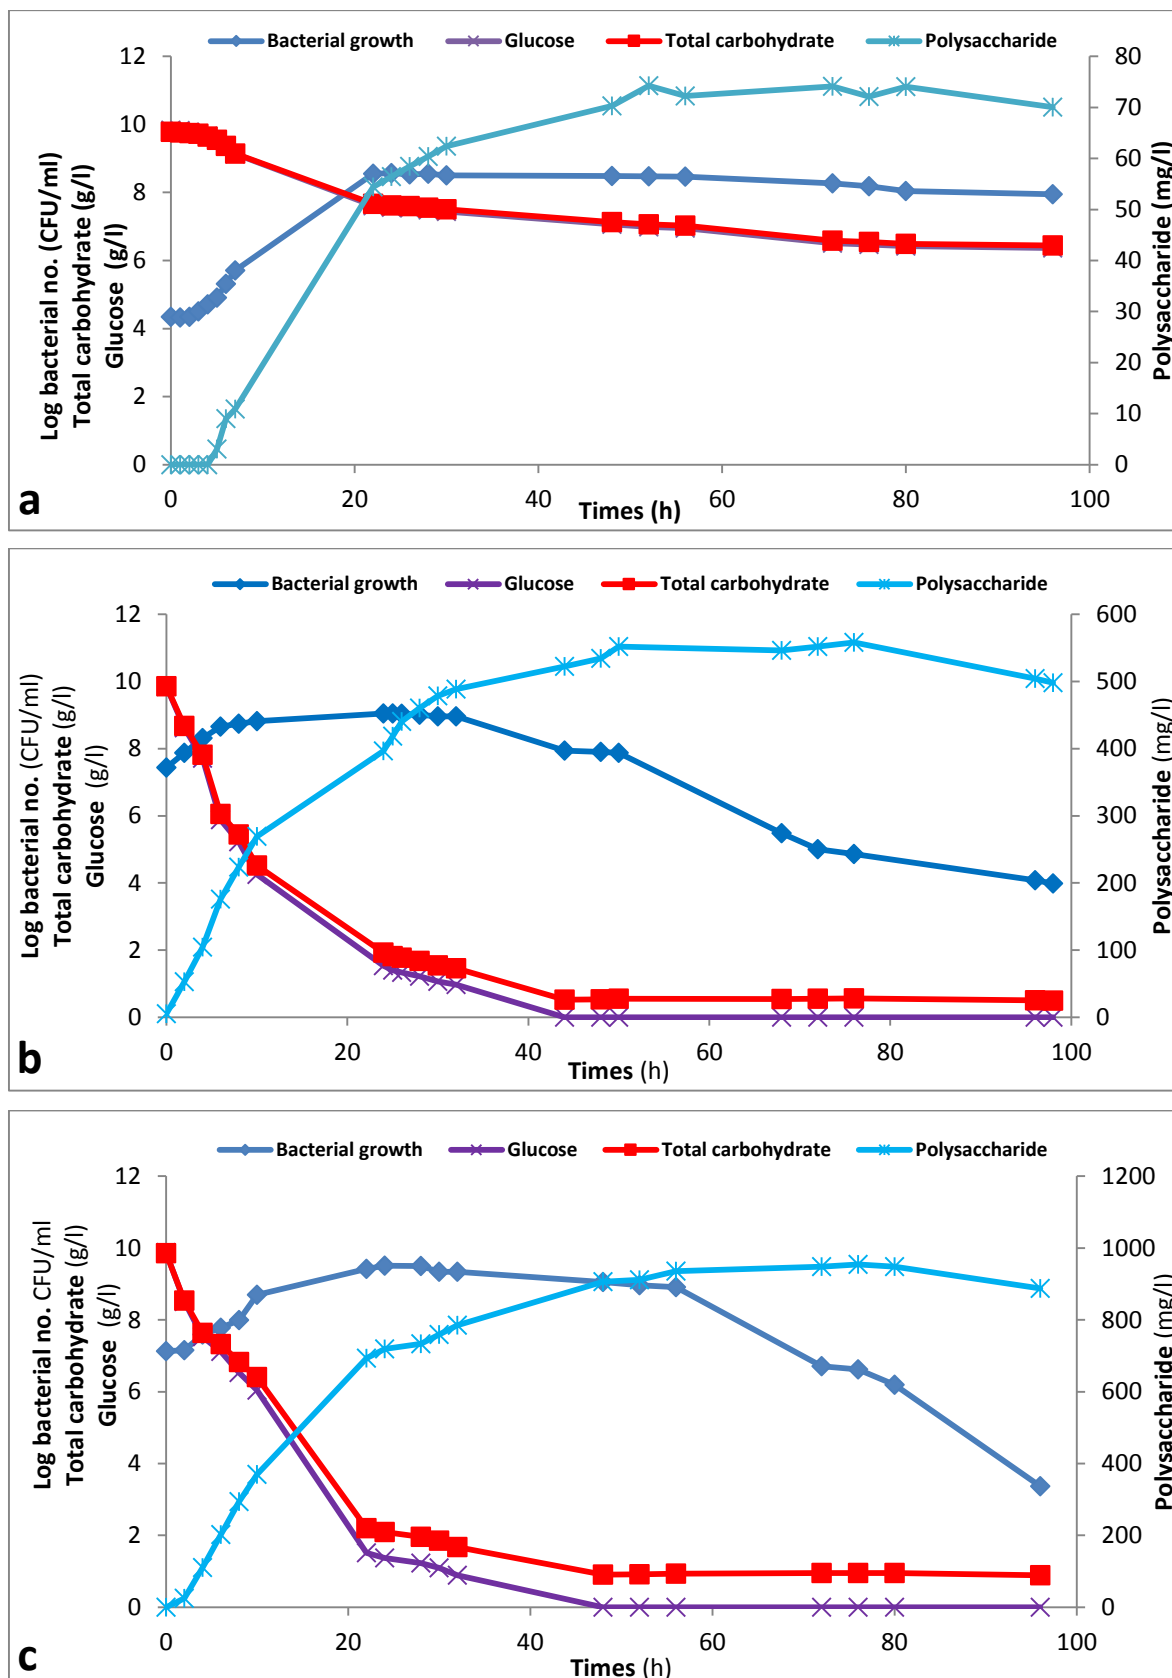 Bacterial growth Glucose Total carbohydrate Polysaccharide
12 80
10 70
8 60
6 50
4 40
2 30
0 20
10
0
Log bacterial no. (CFU/ml)
Total carbohydrate (g/l)
Glucose (g/l)
Polysaccharide (mg/l)
0 20 40 60 80 100
Times (h)
a
Bacterial growth Glucose Total carbohydrate Polysaccharide
12 600
10 500
8 400
6 300
4 200
2 100
0 0
Log bacterial no. (CFU/ml)
Total carbohydrate (g/l)
Glucose (g/l)
Polysaccharide (mg/l)
0 20 40 60 80 100
Times (h)
b
Bacterial growth Glucose Total carbohydrate Polysaccharide
12 1200
10 1000
8 800
6 600
4 400
2 200
0 0
Log bacterial no. CFU/ml
Total carbohydrate (g/l)
Glucose (g/l)
Polysaccharide (mg/l)
0 20 40 60 80 100
Times (h)
c